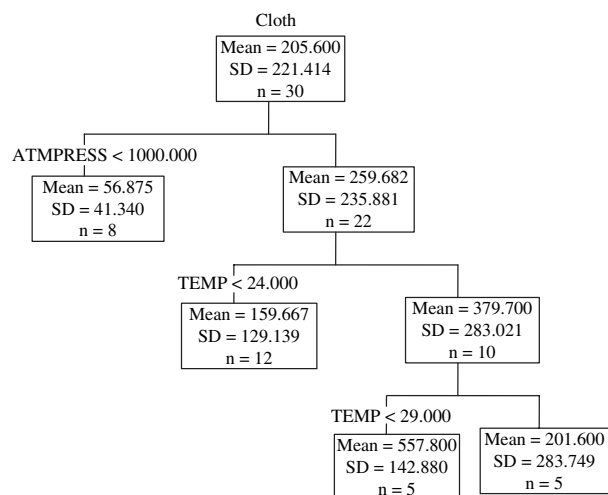 Cloth
Mean = 205.600
SD = 221.414
n = 30
ATMPRESS < 1000.000
Mean = 56.875
SD = 41.340
n = 8
Mean = 259.682
SD = 235.881
n = 22
TEMP < 24.000
Mean = 159.667
SD = 129.139
n = 12
Mean = 379.700
SD = 283.021
n = 10
TEMP < 29.000
Mean = 557.800
SD = 142.880
n = 5
Mean = 201.600
SD = 283.749
n = 5